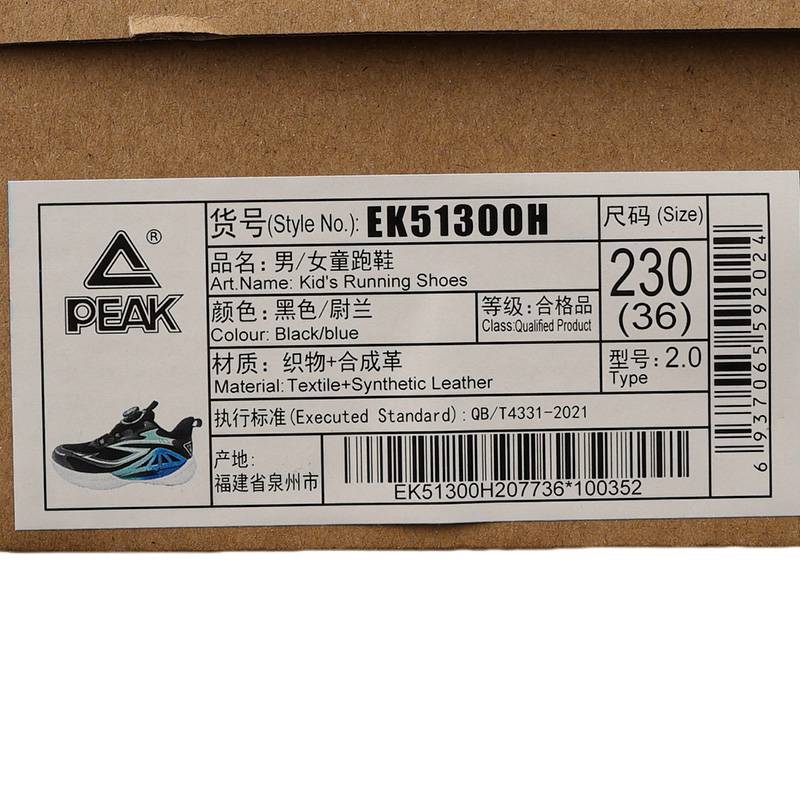 ®
PEAK
货号(Style No.): EK51300H
尺码 (Size)
品名: 男/女童跑鞋
Art.Name: Kid's Running Shoes
230
(36)
颜色: 黑色/尉兰
Colour: Black/blue
等级: 合格品
Class:Qualified Product
材质: 织物+合成革
Material: Textile+Synthetic Leather
型号: 2.0
Type
执行标准(Executed Standard): QB/T4331-2021
产地:
福建省泉州市
EK51300H207736*100352
6937065592024